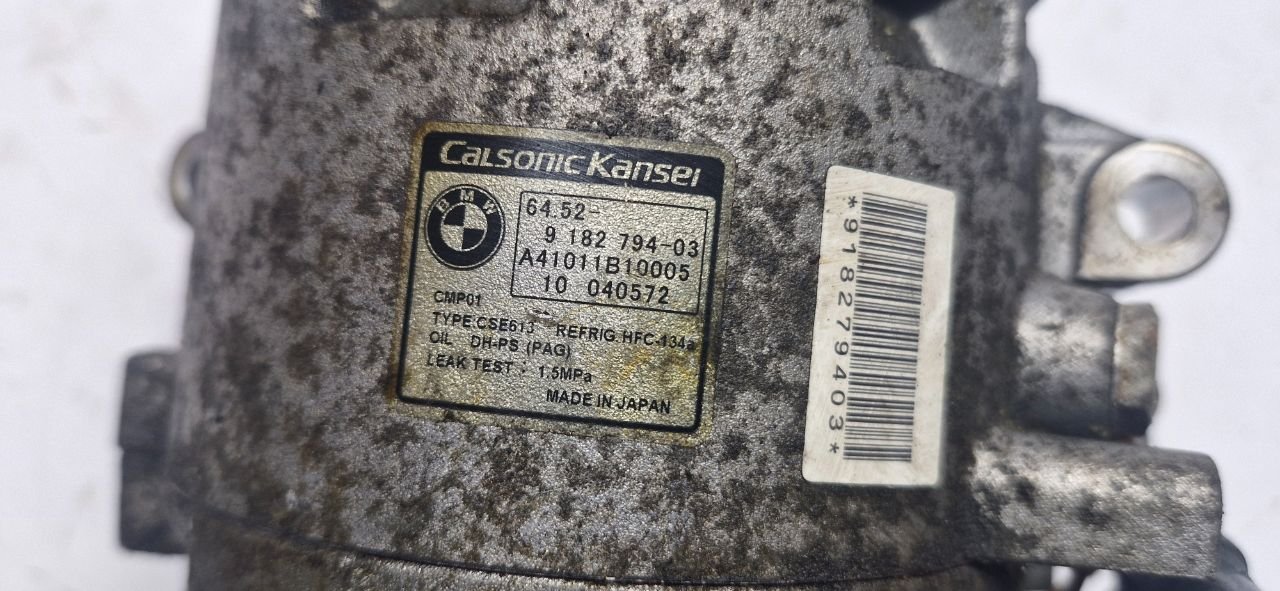 Calsonic Kansei
BMW
64.52-
9 182 794-03
A41011B10005
10 040572
CMP01
TYPE:CSE613 REFRIG HFC-134a
OIL DH-PS (PAG)
LEAK TEST : 1.5MPa
MADE IN JAPAN
*918279403*